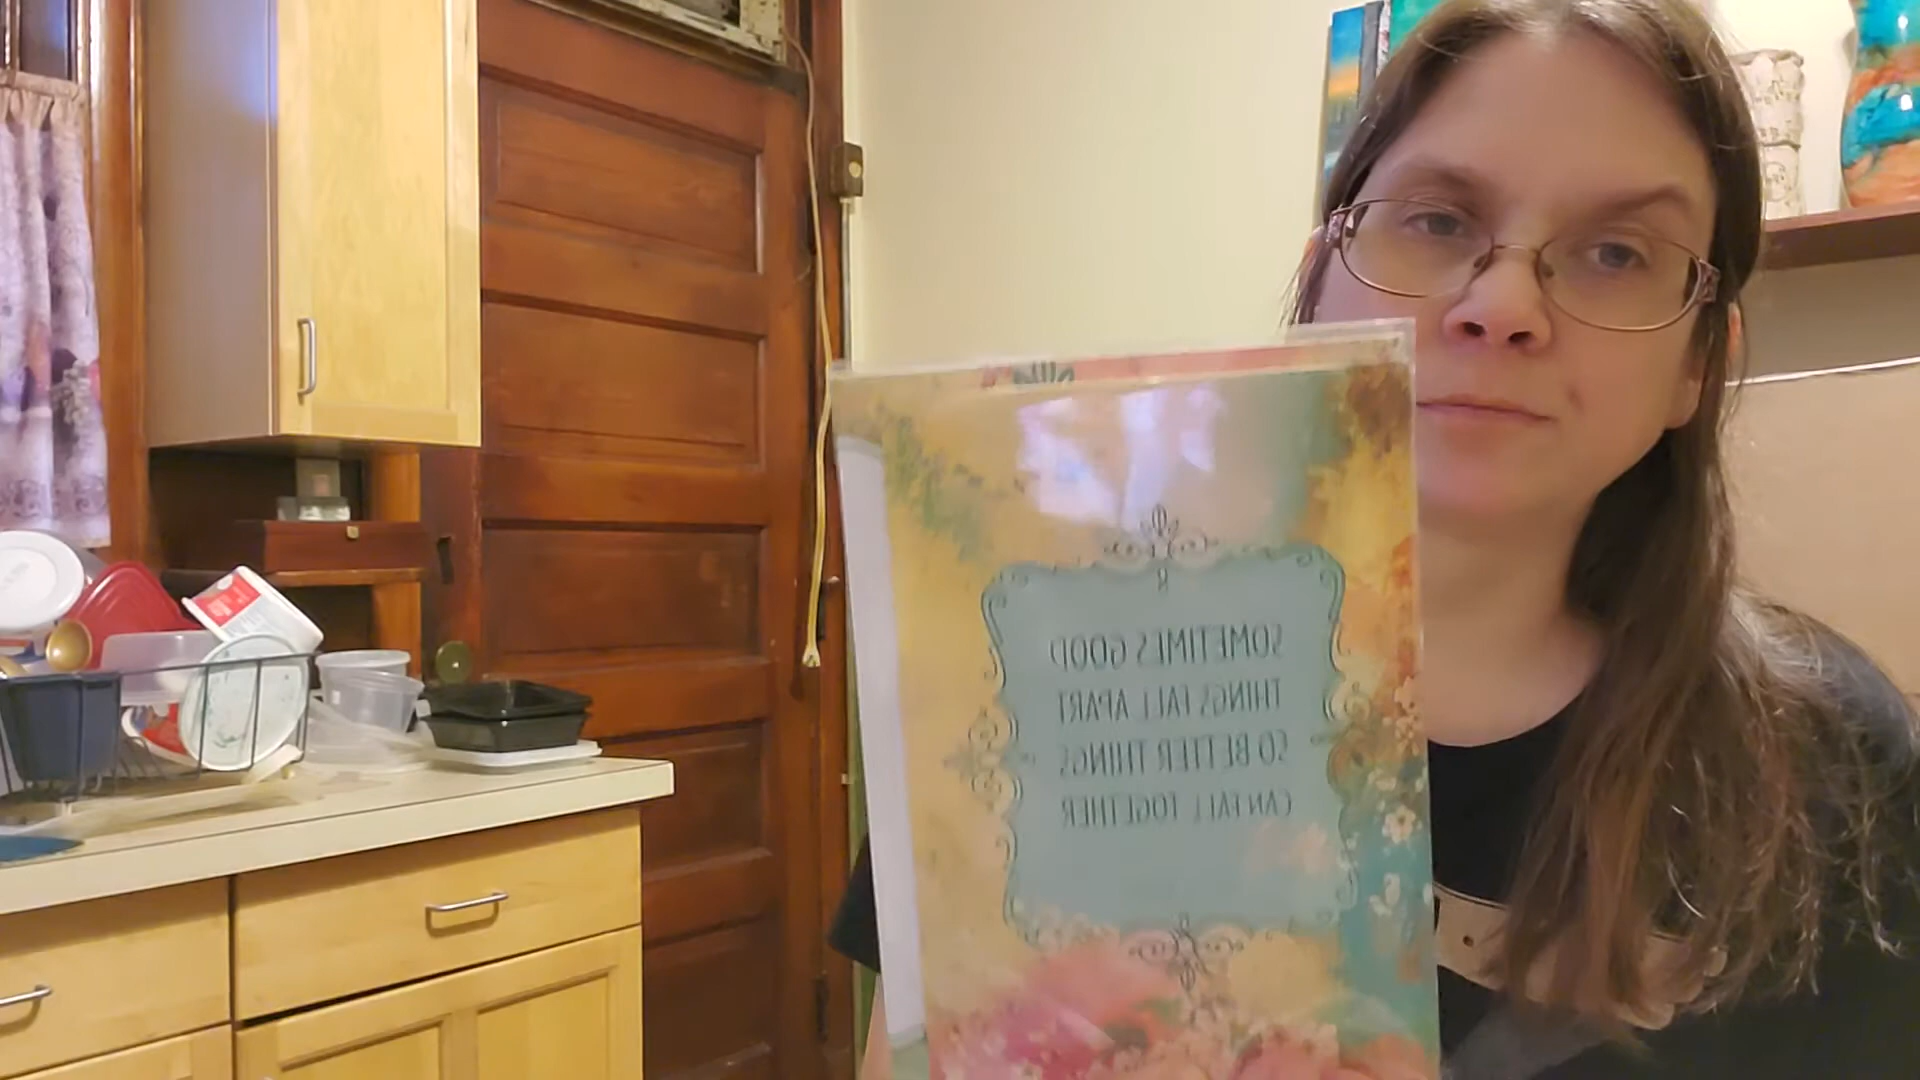 SOMETIMES GOOD
THINGS FALL APART
SO BETTER THINGS
CAN FALL TOGETHER